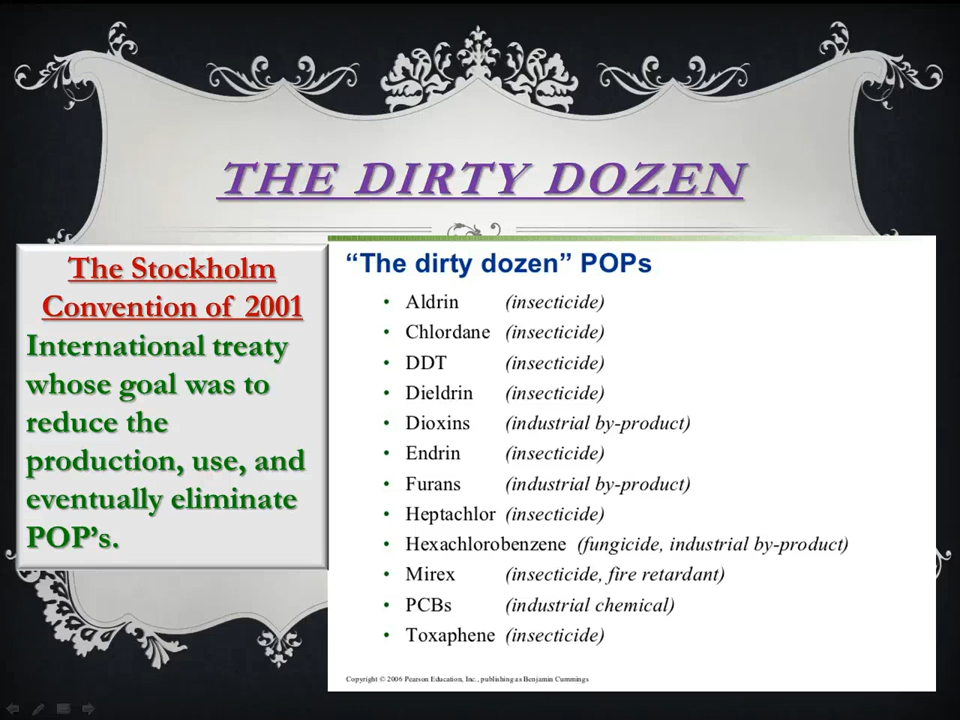 THE DIRTY DOZEN
The Stockholm
Convention of 2001
International treaty
whose goal was to
reduce the
production, use, and
eventually eliminate
POP’s.
“The dirty dozen” POPs
• Aldrin (insecticide)
• Chlordane (insecticide)
• DDT (insecticide)
• Dieldrin (insecticide)
• Dioxins (industrial by-product)
• Endrin (insecticide)
• Furans (industrial by-product)
• Heptachlor (insecticide)
• Hexachlorobenzene (fungicide, industrial by-product)
• Mirex (insecticide, fire retardant)
• PCBs (industrial chemical)
• Toxaphene (insecticide)
Copyright © 2006 Pearson Education, Inc., publishing as Benjamin Cummings